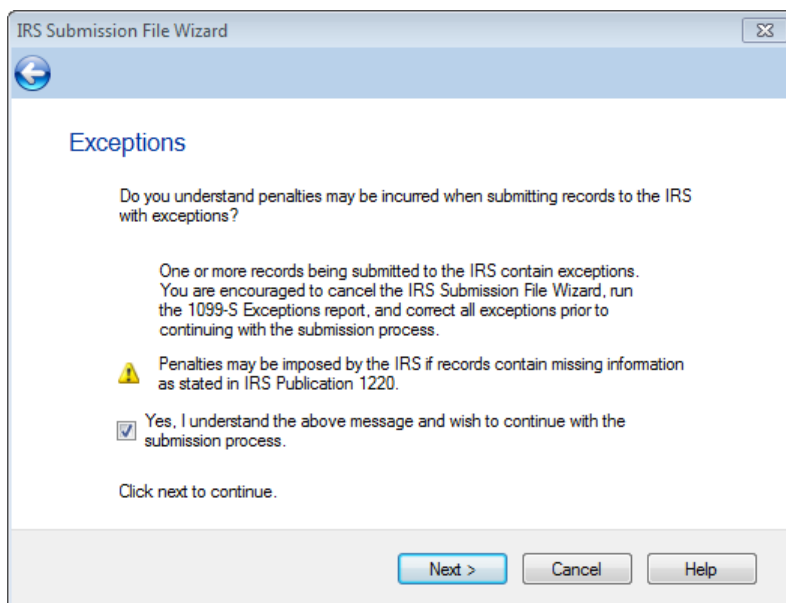 IRS Submission File Wizard
Exceptions
Do you understand penalties may be incurred when submitting records to the IRS
with exceptions?
One or more records being submitted to the IRS contain exceptions.
You are encouraged to cancel the IRS Submission File Wizard, run
the 1099-S Exceptions report, and correct all exceptions prior to
continuing with the submission process.
Penalties may be imposed by the IRS if records contain missing information
as stated in IRS Publication 1220.
Yes, I understand the above message and wish to continue with the
submission process.
Click next to continue.
Next > Cancel Help